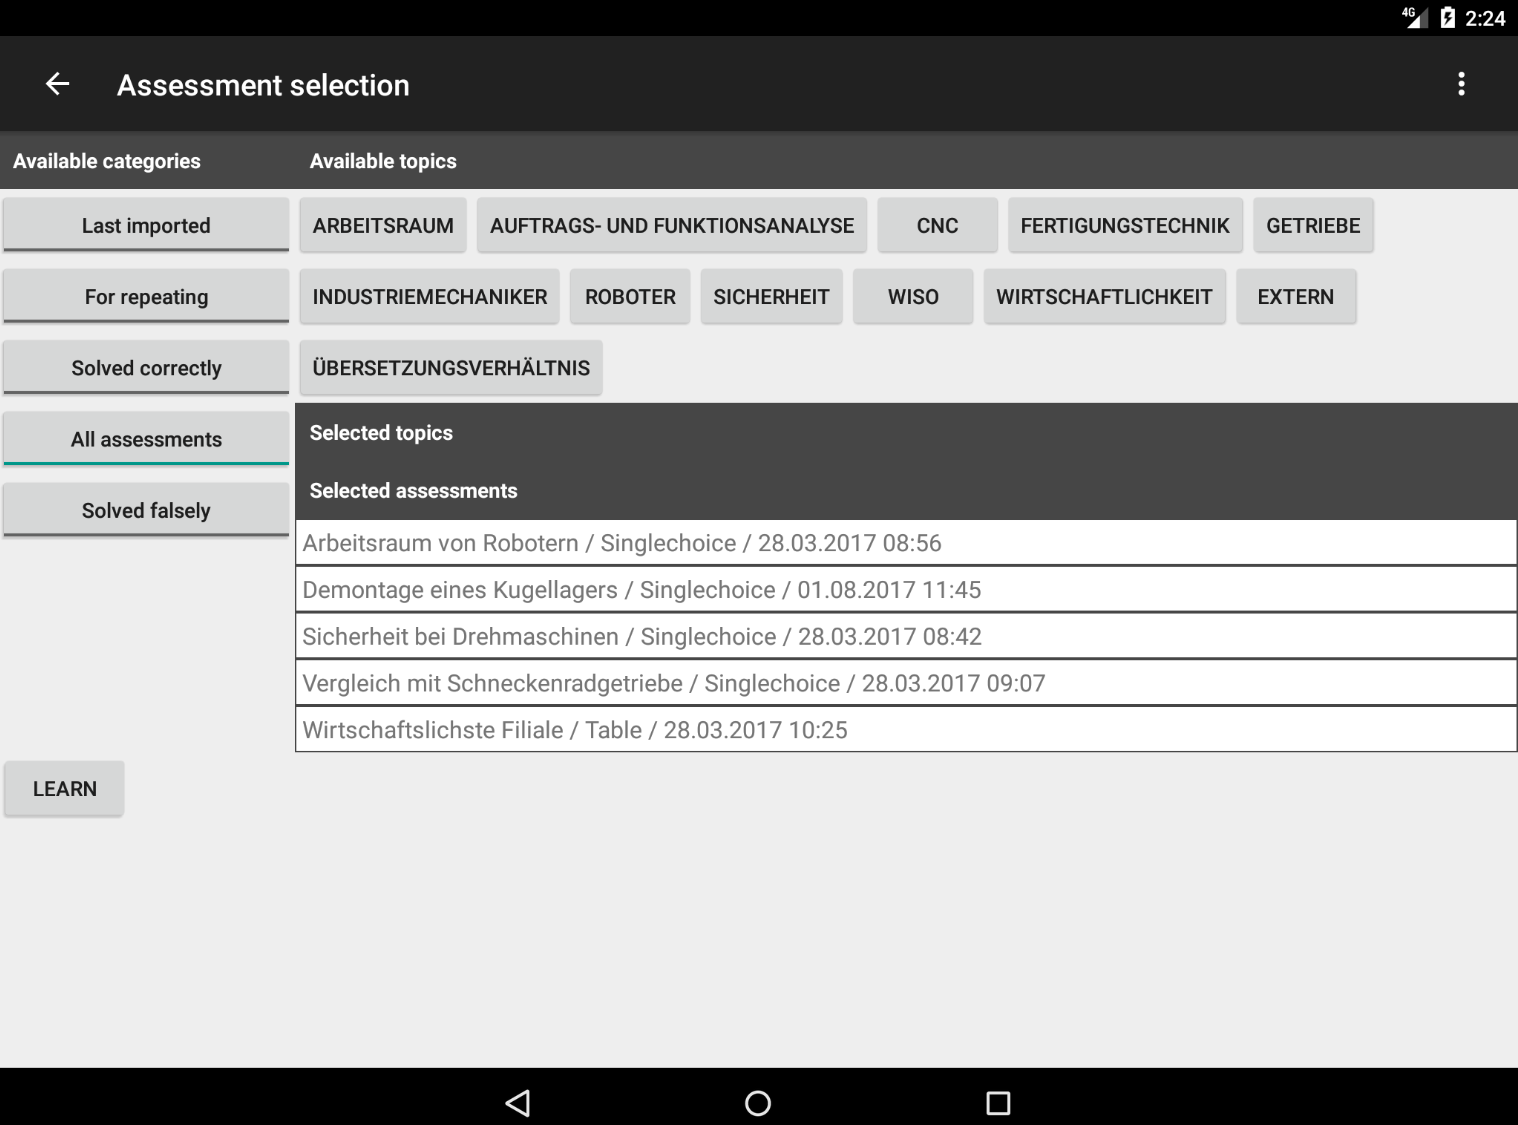 4G 2:24
Assessment selection
Available categories Available topics
Last imported ARBEITSRAUM AUFTRAGS- UND FUNKTIONSANALYSE CNC FERTIGUNGSTECHNIK GETRIEBE
For repeating INDUSTRIEMECHANIKER ROBOTER SICHERHEIT WISO WIRTSCHAFTLICHKEIT EXTERN
Solved correctly ÜBERSETZUNGSVERHÄLTNIS
All assessments Selected topics
Selected assessments
Solved falsely
Arbeitsraum von Robotern / Singlechoice / 28.03.2017 08:56
Demontage eines Kugellagers / Singlechoice / 01.08.2017 11:45
Sicherheit bei Drehmaschinen / Singlechoice / 28.03.2017 08:42
Vergleich mit Schneckenradgetriebe / Singlechoice / 28.03.2017 09:07
Wirtschaftslichste Filiale / Table / 28.03.2017 10:25
LEARN